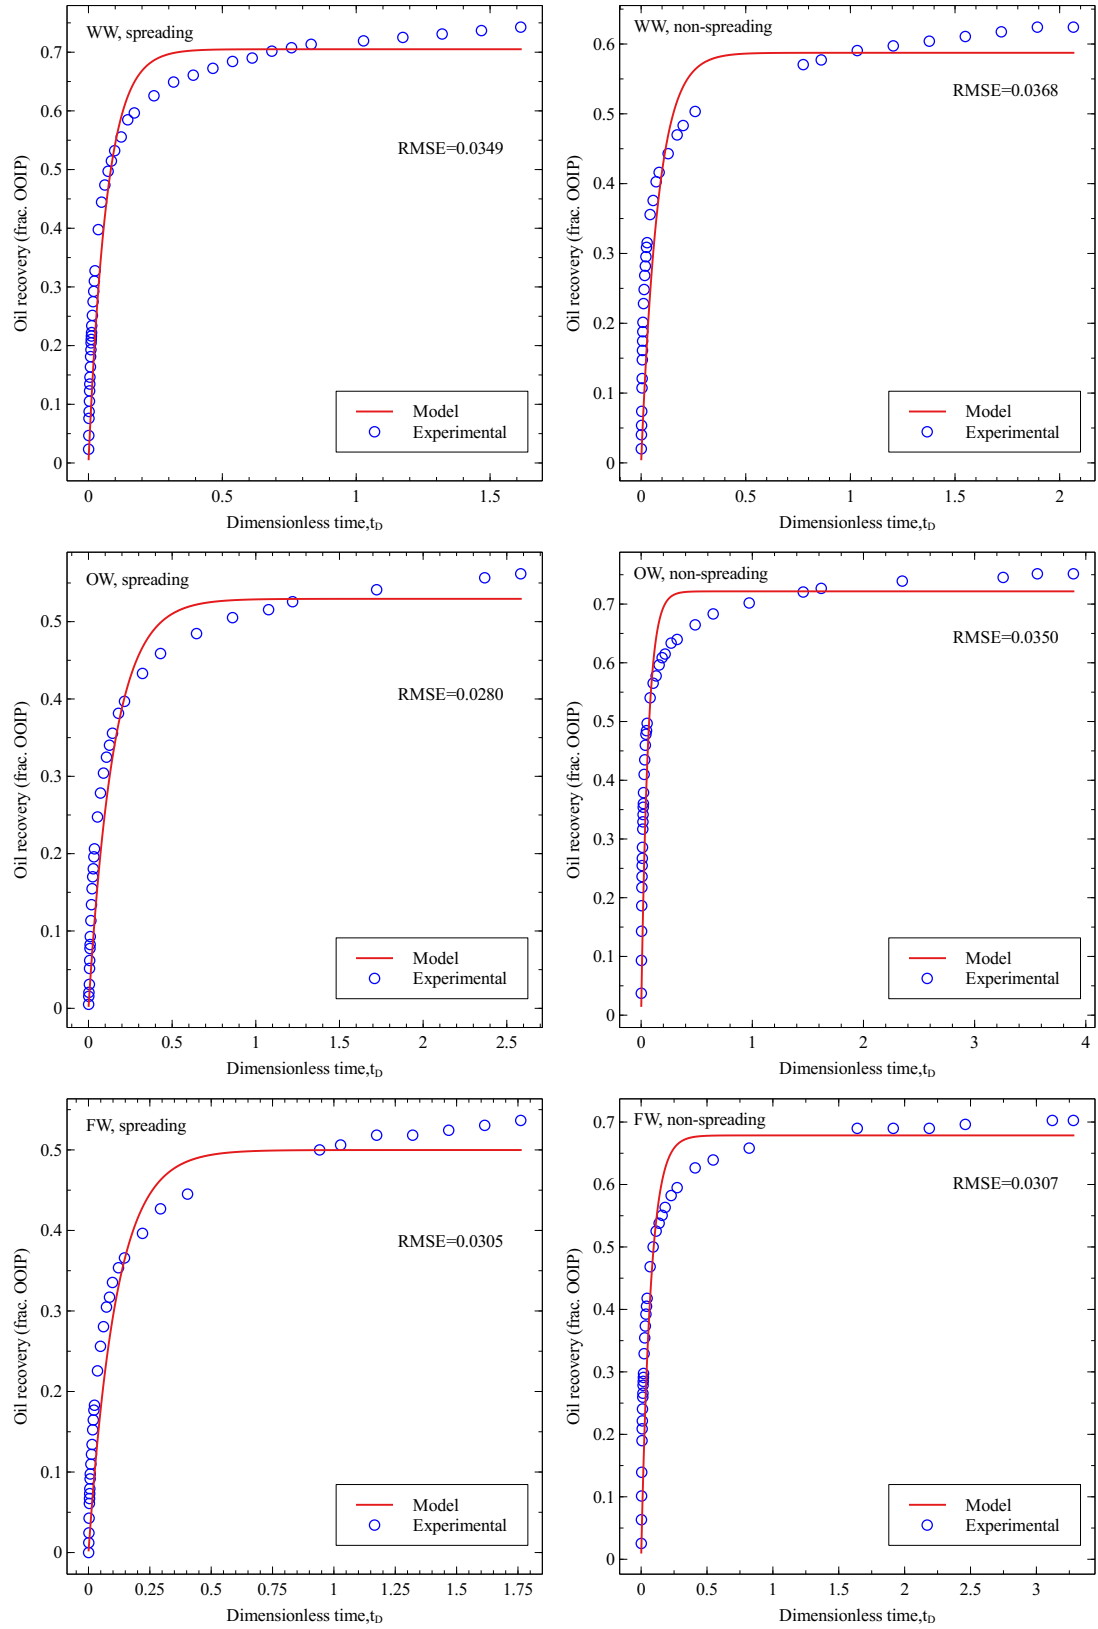 WW, spreading
RMSE=0.0349
Model
Experimental
0
0.1
0.2
0.3
0.4
0.5
0.6
0.7
0
0.5
1
1.5
Oil recovery (frac. OOIP)
Dimensionless time,tD
WW, non-spreading
RMSE=0.0368
Model
Experimental
0
0.1
0.2
0.3
0.4
0.5
0.6
0
0.5
1
1.5
2
Oil recovery (frac. OOIP)
Dimensionless time,tD
OW, spreading
RMSE=0.0280
Model
Experimental
0
0.1
0.2
0.3
0.4
0.5
0
0.5
1
1.5
2
2.5
Oil recovery (frac. OOIP)
Dimensionless time,tD
OW, non-spreading
RMSE=0.0350
Model
Experimental
0
0.1
0.2
0.3
0.4
0.5
0.6
0.7
0
1
2
3
4
Oil recovery (frac. OOIP)
Dimensionless time,tD
FW, spreading
RMSE=0.0305
Model
Experimental
0
0.1
0.2
0.3
0.4
0.5
0
0.25
0.5
0.75
1
1.25
1.5
1.75
Oil recovery (frac. OOIP)
Dimensionless time,tD
FW, non-spreading
RMSE=0.0307
Model
Experimental
0
0.1
0.2
0.3
0.4
0.5
0.6
0.7
0
0.5
1
1.5
2
2.5
3
Oil recovery (frac. OOIP)
Dimensionless time,tD